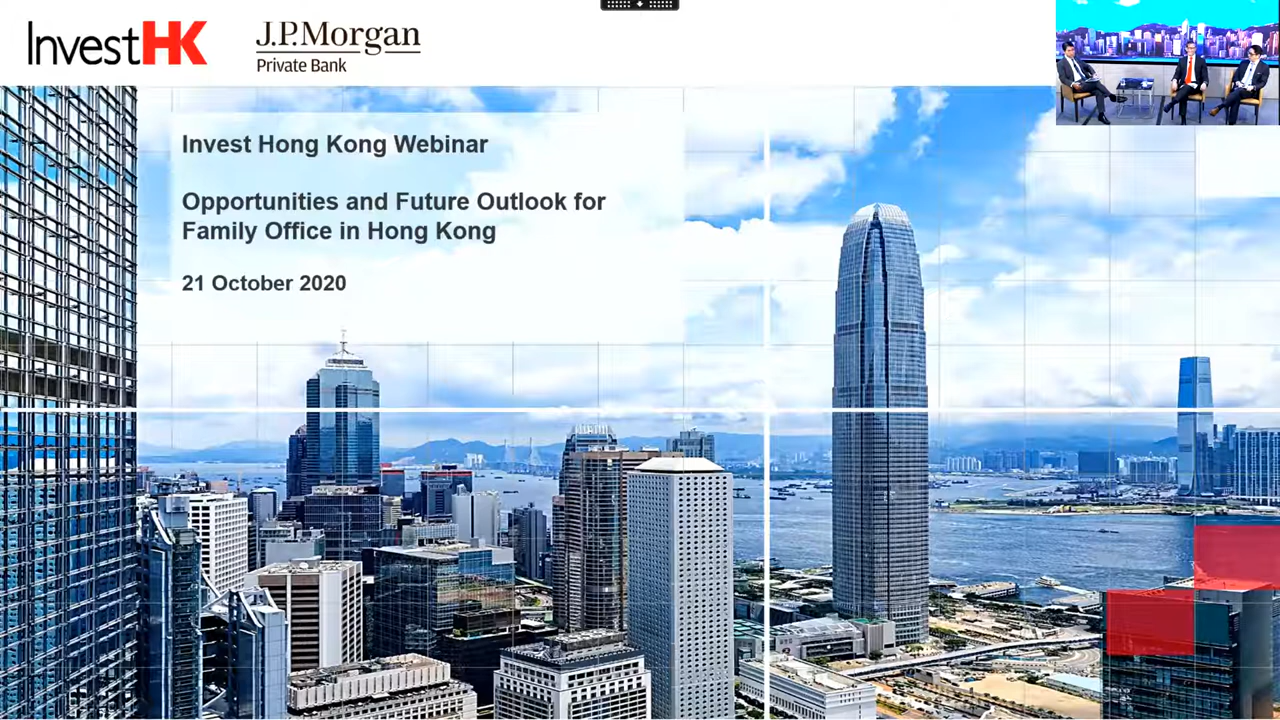 InvestHK
J.P.Morgan
Private Bank
Invest Hong Kong Webinar
Opportunities and Future Outlook for
Family Office in Hong Kong
21 October 2020